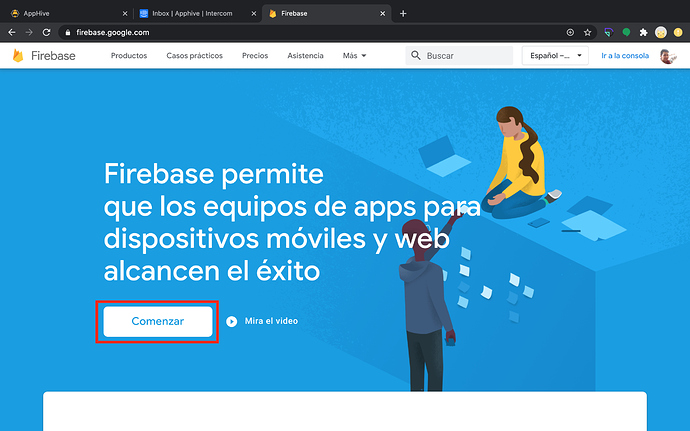 AppHive
Inbox | Apphive | Intercom
Firebase
firebase.google.com
Firebase
Productos
Casos prácticos
Precios
Asistencia
Más
Buscar
Español –...
Ir a la consola
Firebase permite
que los equipos de apps para
dispositivos móviles y web
alcancen el éxito
Comenzar
Mira el video